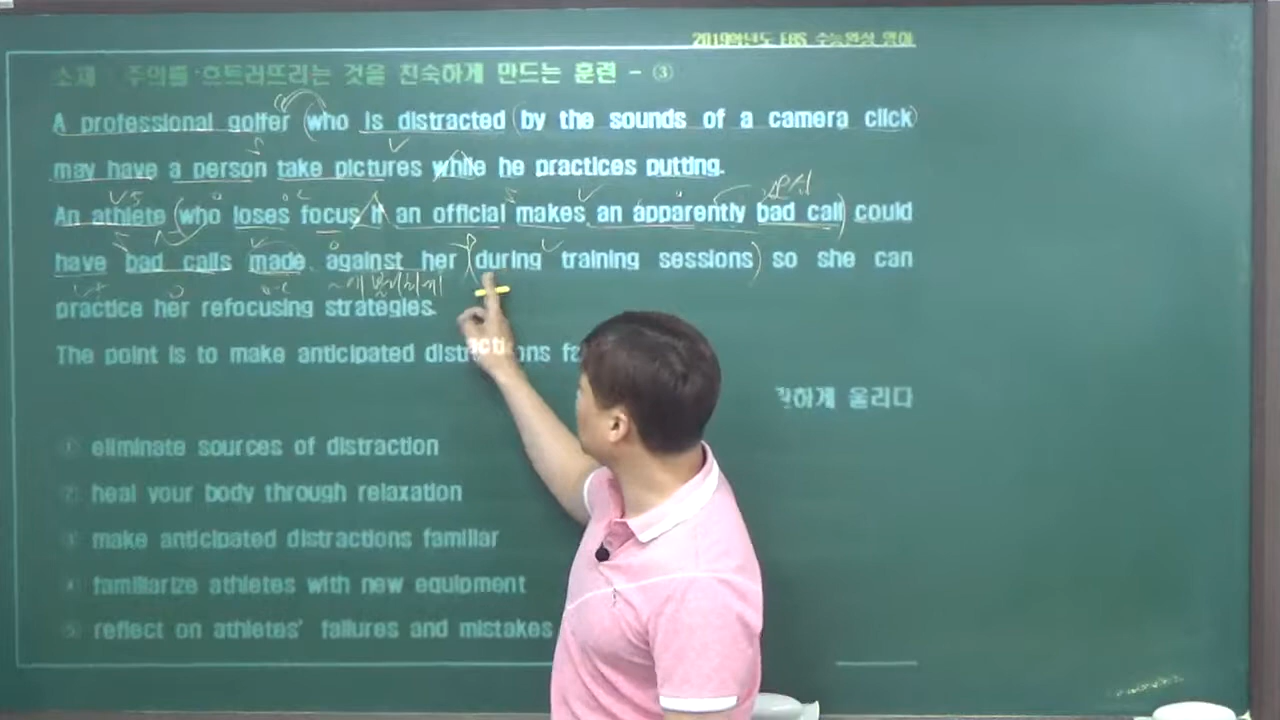 2019학년도 EBS 수능완성 영어
소재 : 주의를 흐트러뜨리는 것을 친숙하게 만드는 훈련 - ③
A professional golfer (who is distracted (by the sounds of a camera click)
S V
may have a person take pictures while he practices putting.
V5 O O.C S V O 오심
An athlete (who loses focus if an official makes an apparently bad call) could
S V O V
have bad calls made against her (during training sessions) so she can
O O.C ~에 불리하게
practice her refocusing strategies.
The point is to make anticipated distractions fa
하게 울리다
① eliminate sources of distraction
② heal your body through relaxation
③ make anticipated distractions familiar
④ familiarize athletes with new equipment
⑤ reflect on athletes' failures and mistakes